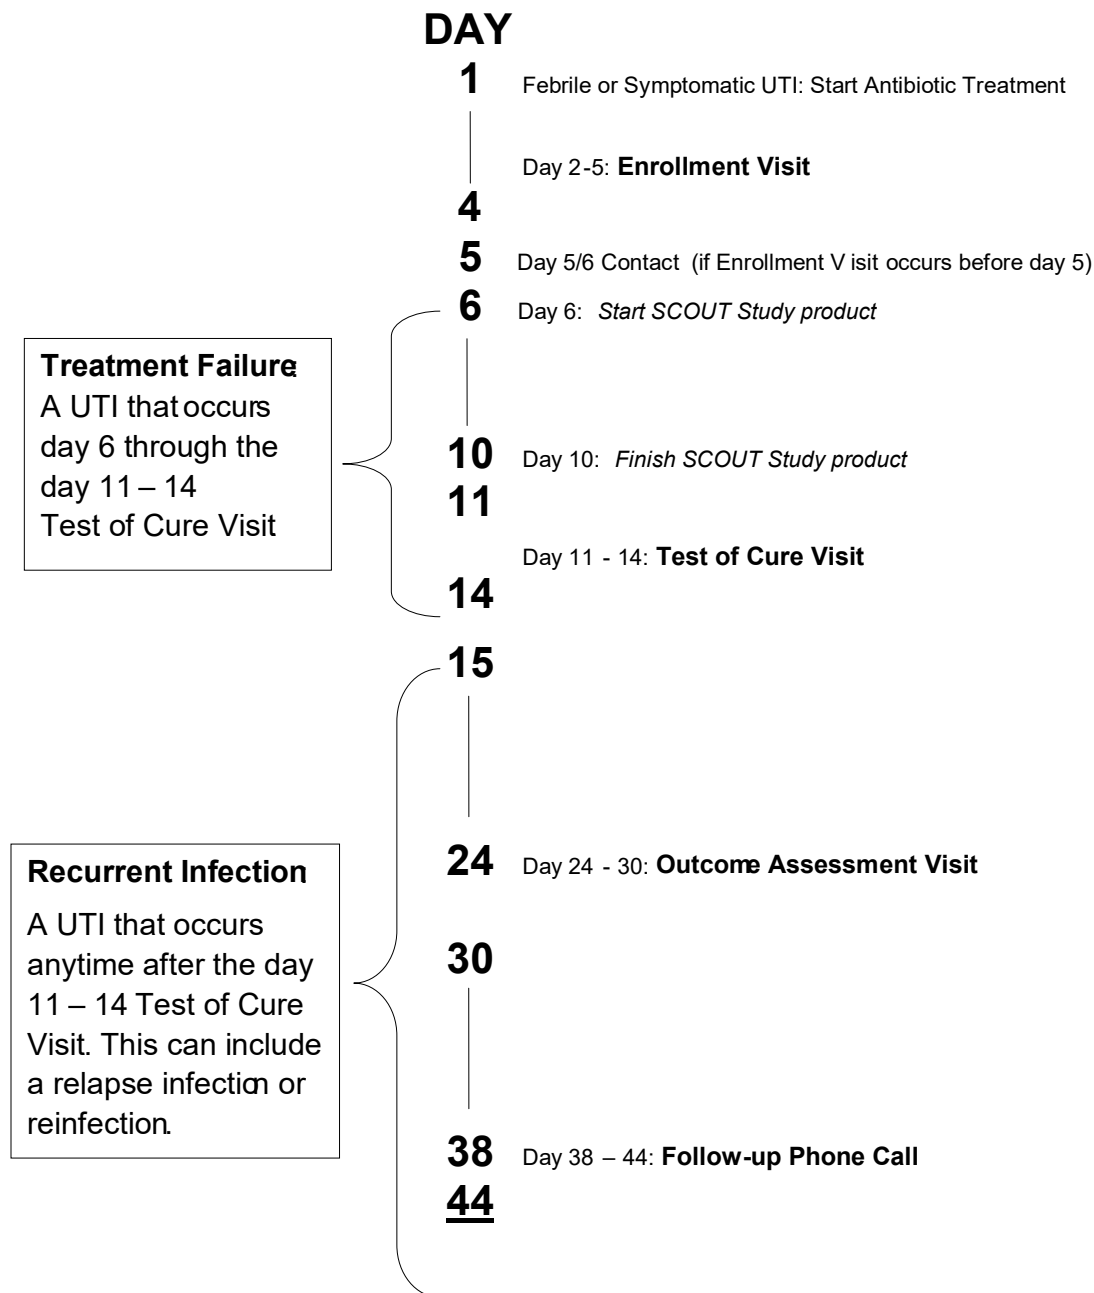 DAY
1 Febrile or Symptomatic UTI: Start Antibiotic Treatment
Day 2-5: Enrollment Visit
4
5 Day 5/6 Contact (if Enrollment V isit occurs before day 5)
6 Day 6: Start SCOUT Study product
Treatment Failure:
A UTI that occurs
day 6 through the
day 11 – 14
Test of Cure Visit
10 Day 10: Finish SCOUT Study product
11
Day 11 - 14: Test of Cure Visit
14
15
24 Day 24 - 30: Outcome Assessment Visit
Recurrent Infection:
A UTI that occurs
anytime after the day
11 – 14 Test of Cure
Visit. This can include
a relapse infection or
reinfection.
30
38 Day 38 – 44: Follow-up Phone Call
44